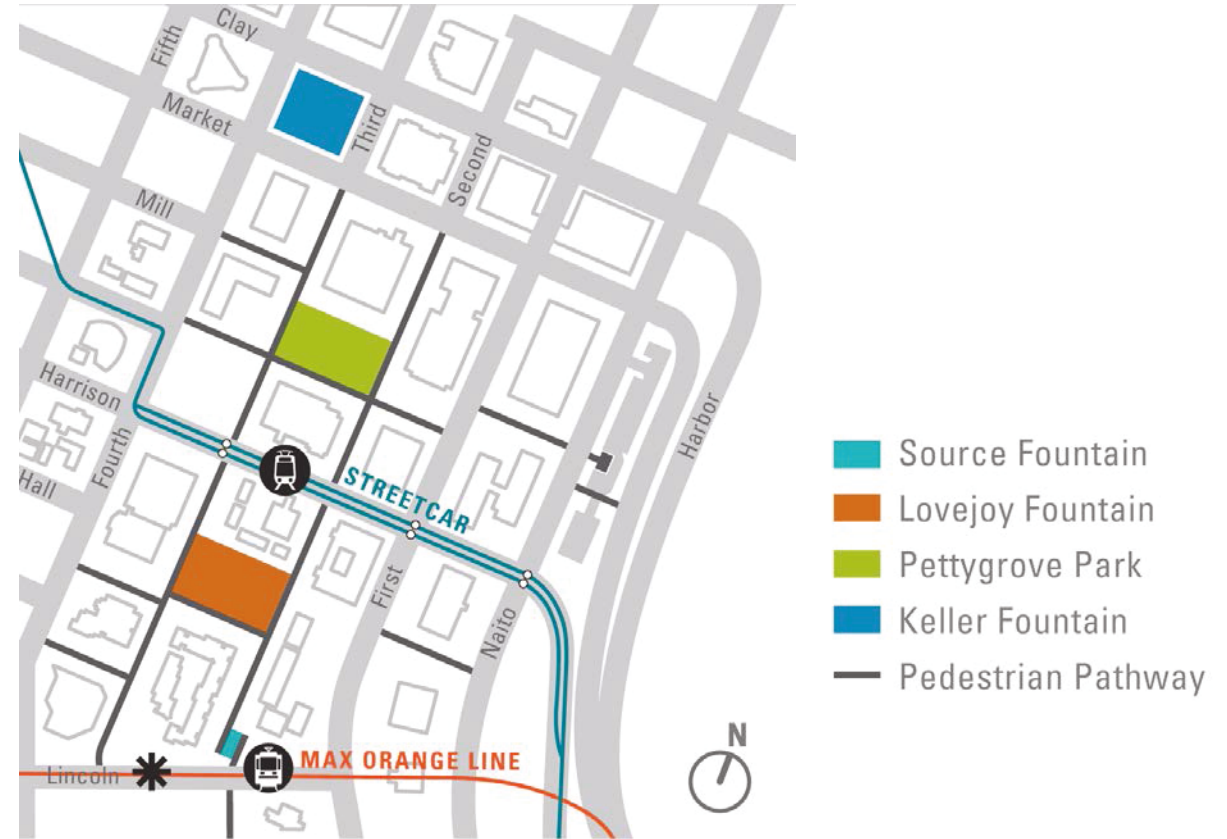 Clay
Fifth
Market
Third
Second
Mill
Harrison
Harbor
Hall
Fourth
STREETCAR
First
Naito
Lincoln
MAX ORANGE LINE
N
Source Fountain
Lovejoy Fountain
Pettygrove Park
Keller Fountain
Pedestrian Pathway